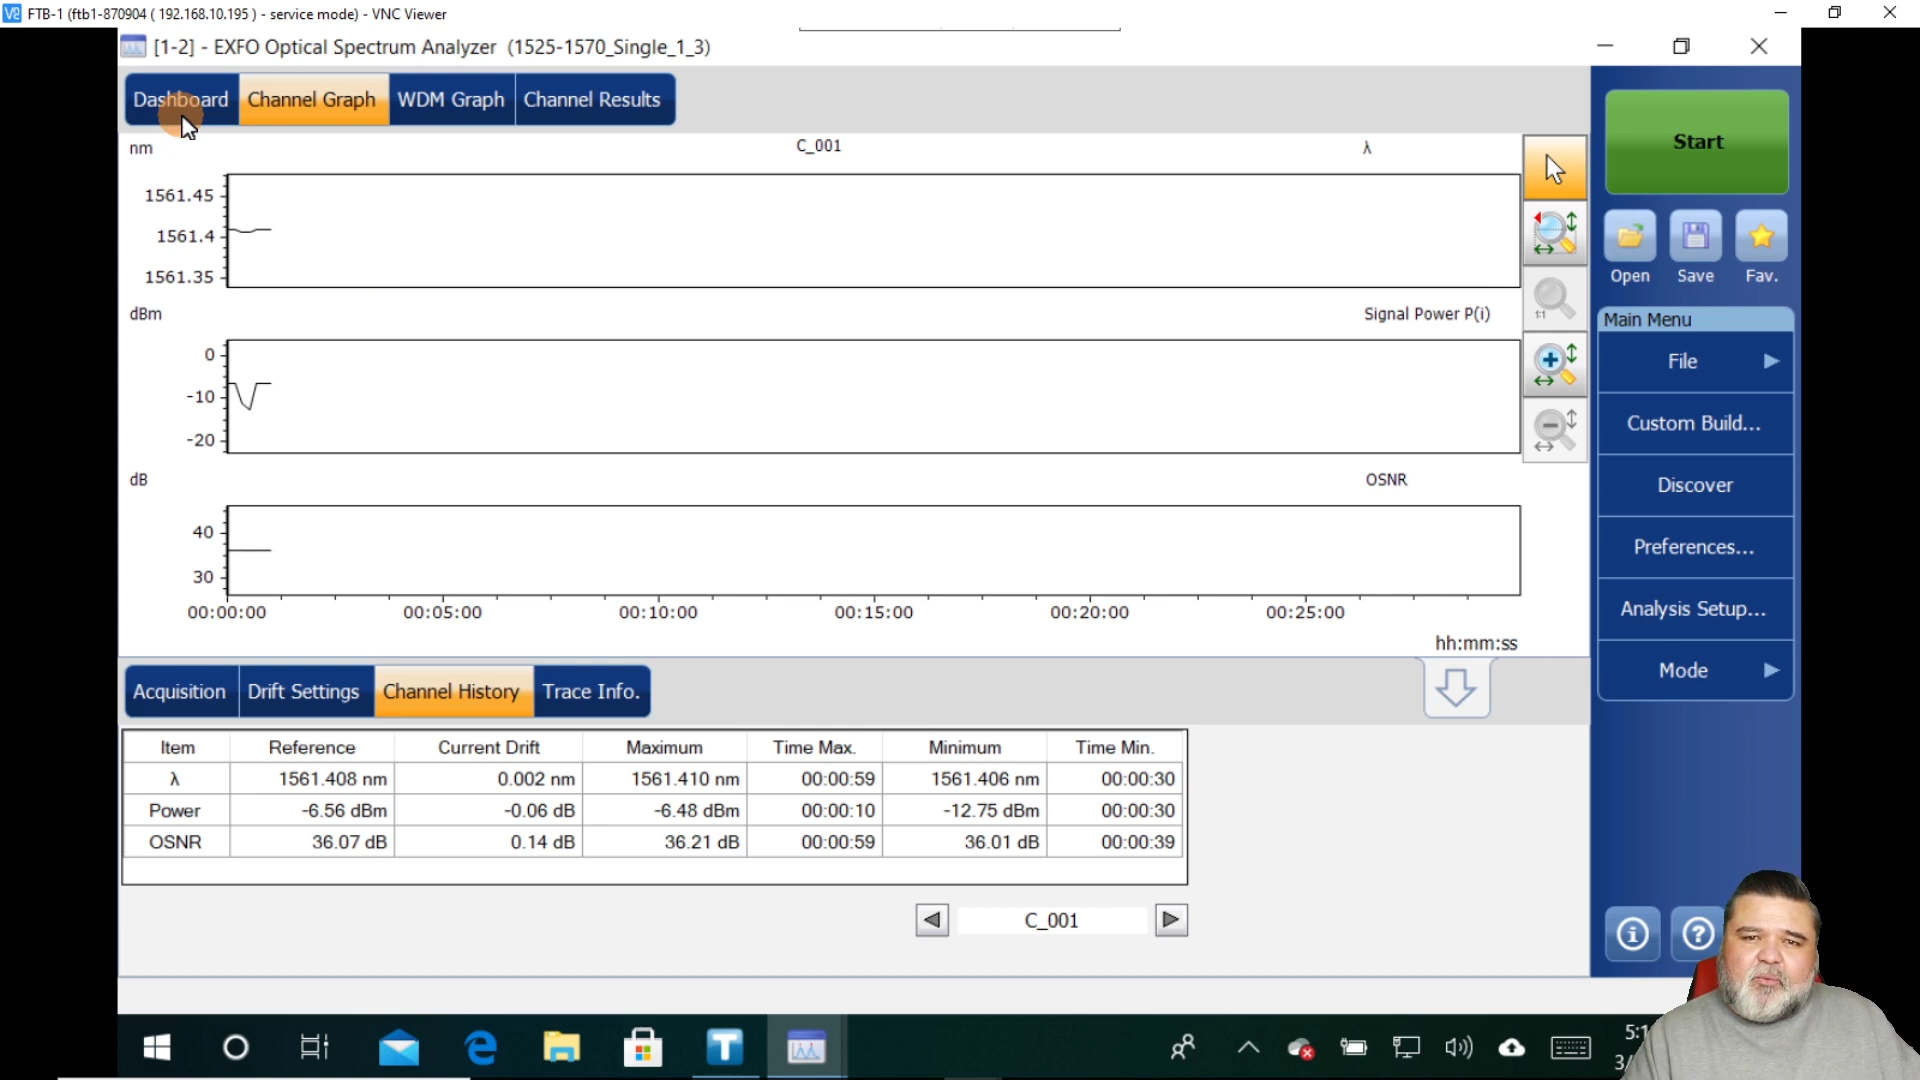 FTB-1 (ftb1-870904 ( 192.168.10.195 ) - service mode) - VNC Viewer
[1-2] - EXFO Optical Spectrum Analyzer (1525-1570_Single_1_3)
Dashboard Channel Graph WDM Graph Channel Results
nm C_001 λ
1561.45
1561.4
1561.35
dBm Signal Power P(i)
0
-10
-20
dB OSNR
40
30
00:00:00 00:05:00 00:10:00 00:15:00 00:20:00 00:25:00
hh:mm:ss
1:1
Start
Open Save Fav.
Main Menu
File
Custom Build...
Discover
Preferences...
Analysis Setup...
Mode
Acquisition Drift Settings Channel History Trace Info.
Item Reference Current Drift Maximum Time Max. Minimum Time Min.
λ 1561.408 nm 0.002 nm 1561.410 nm 00:00:59 1561.406 nm 00:00:30
Power -6.56 dBm -0.06 dB -6.48 dBm 00:00:10 -12.75 dBm 00:00:30
OSNR 36.07 dB 0.14 dB 36.21 dB 00:00:59 36.01 dB 00:00:39
C_001